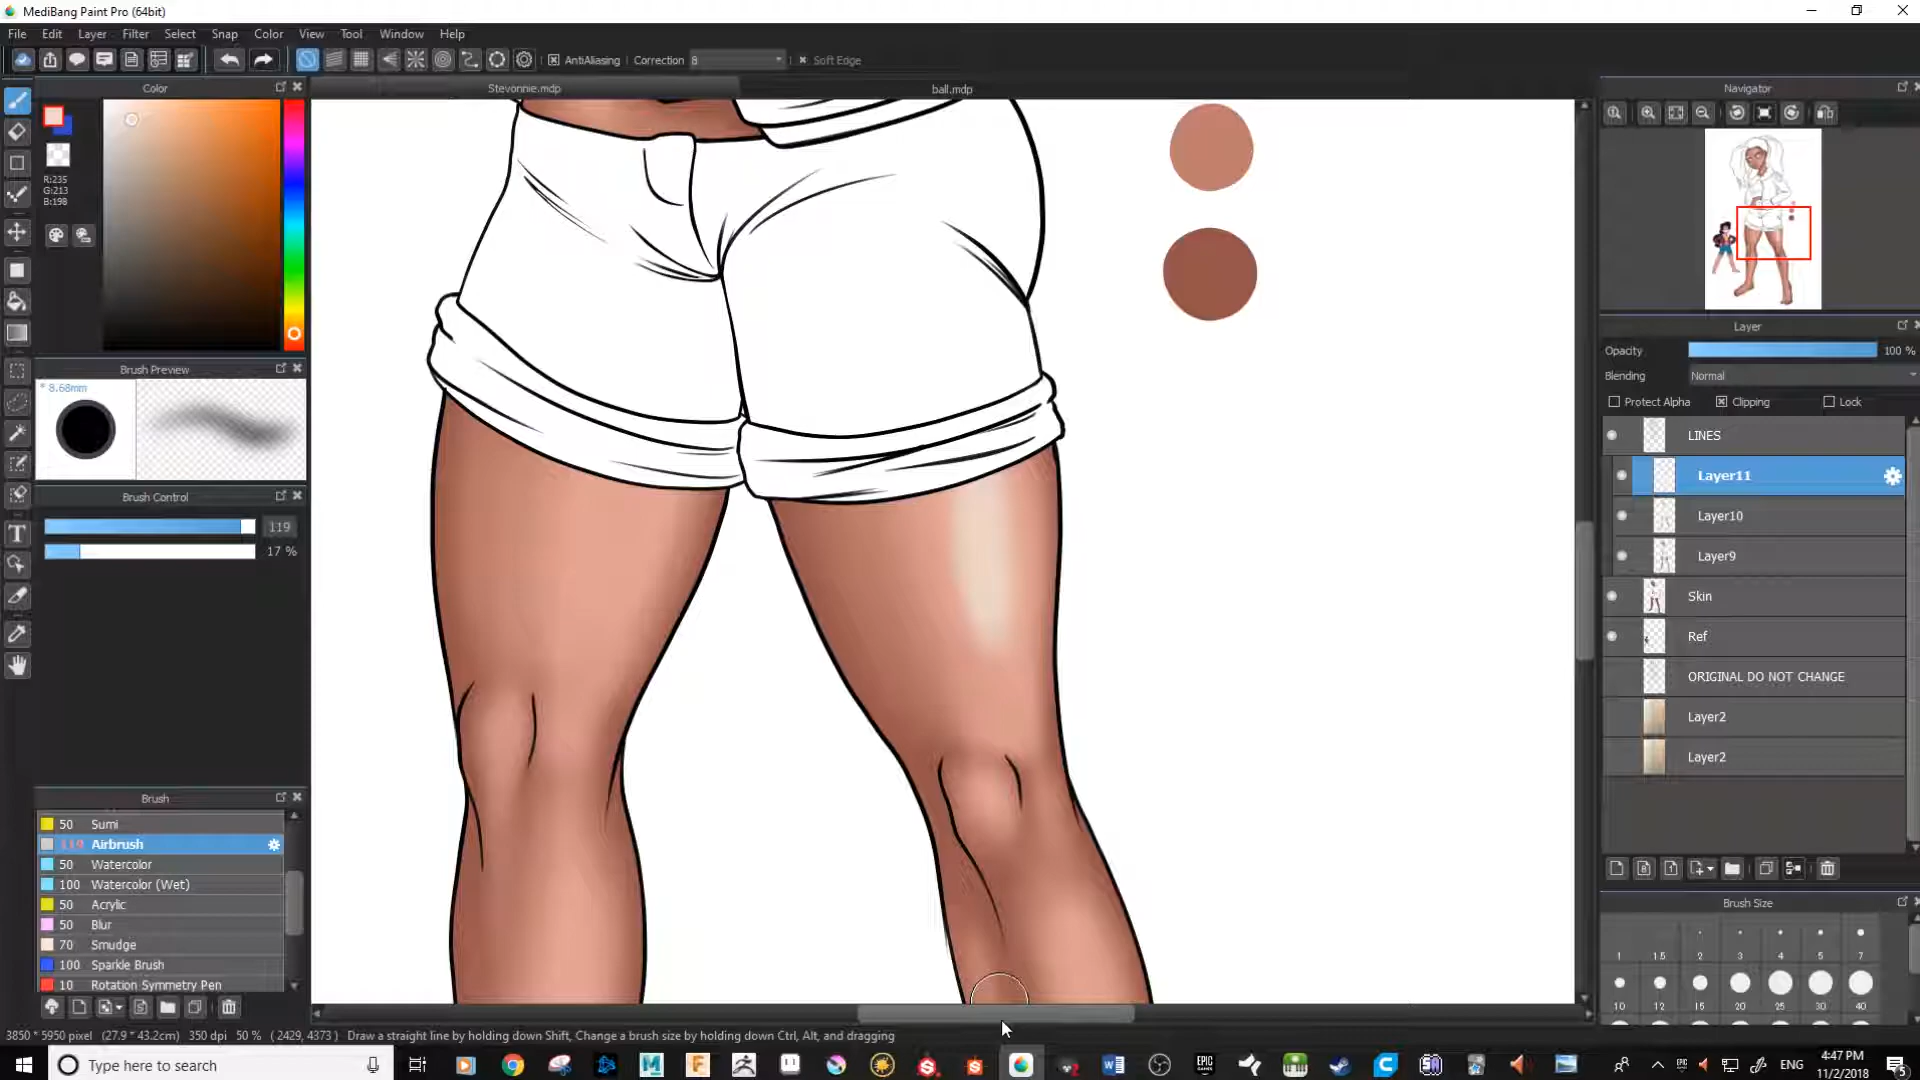 MediBang Paint Pro (64bit)
File Edit Layer Filter Select Snap Color View Tool Window Help
AntiAliasing Correction 8 Soft Edge
Color
Stevonnie.mdp
ball.mdp
Navigator
R:235
G:213
B:198
Layer
Opacity 100 %
Blending Normal
Brush Preview
* 8.68mm
Protect Alpha Clipping Lock
LINES
Layer11
Brush Control
119
Layer10
17 %
Layer9
Skin
Ref
ORIGINAL DO NOT CHANGE
Layer2
Layer2
Brush
50 Sumi
119 Airbrush
50 Watercolor
100 Watercolor (Wet)
50 Acrylic
50 Blur
70 Smudge
100 Sparkle Brush
10 Rotation Symmetry Pen
Brush Size
1 1.5 2 3 4 5 7
10 12 15 20 25 30 40
3850 * 5950 pixel (27.9 * 43.2cm) 350 dpi 50 % ( 2429, 4373 ) Draw a straight line by holding down Shift, Change a brush size by holding down Ctrl, Alt, and dragging
Type here to search
ENG
4:47 PM
11/2/2018